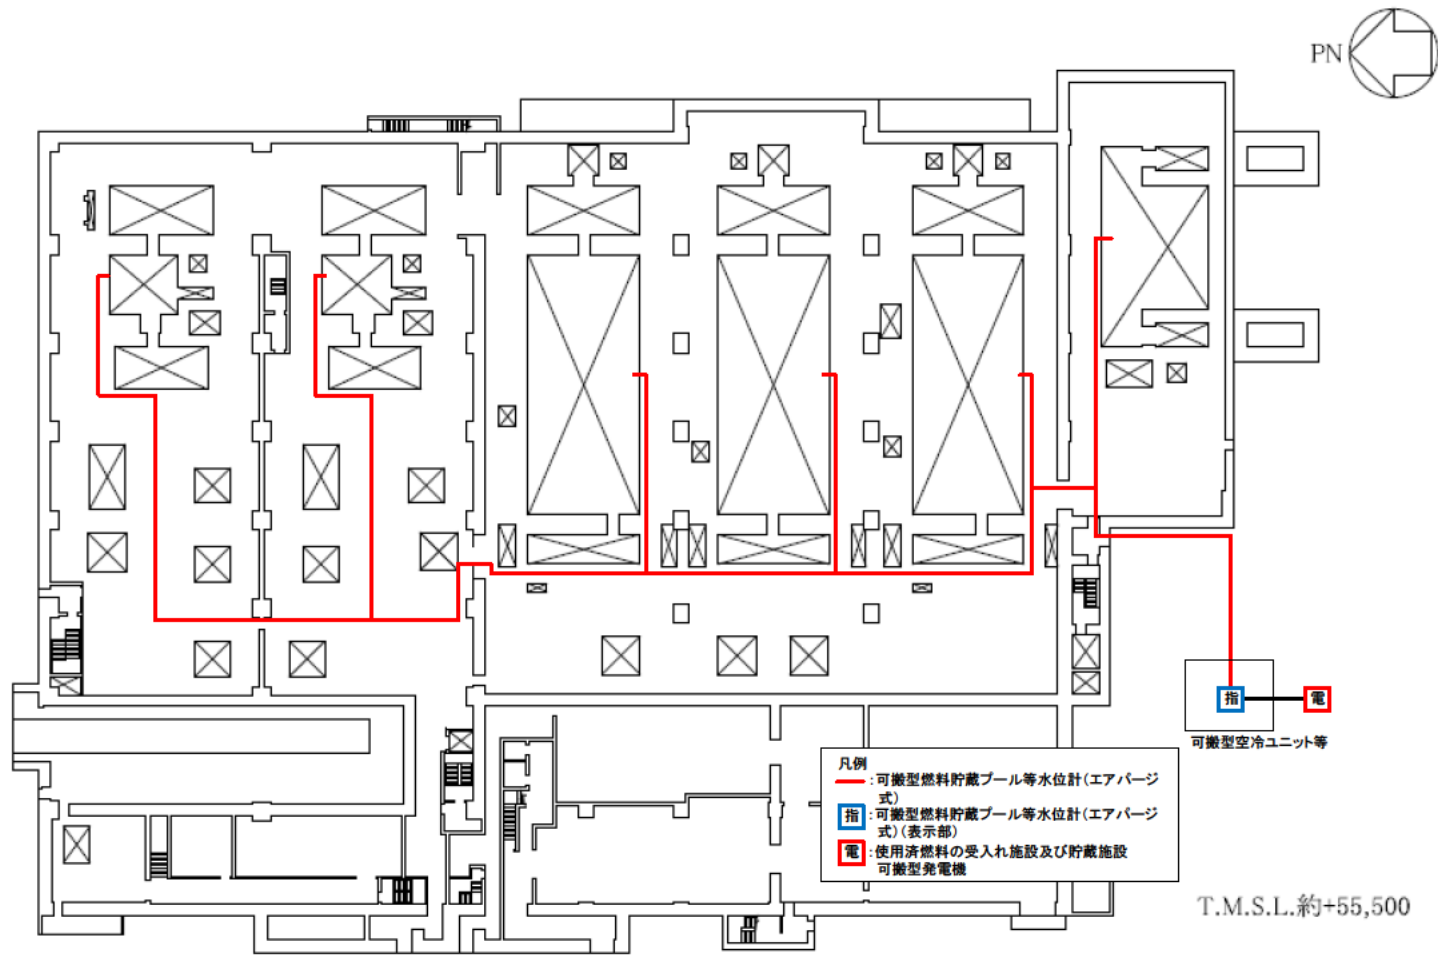 PN
指
電
可搬型空冷ユニット等
凡例
：可搬型燃料貯蔵プール等水位計（エアパージ
式）
指：可搬型燃料貯蔵プール等水位計（エアパージ
式）（表示部）
電：使用済燃料の受入れ施設及び貯蔵施設
可搬型発電機
T.M.S.L.約+55,500